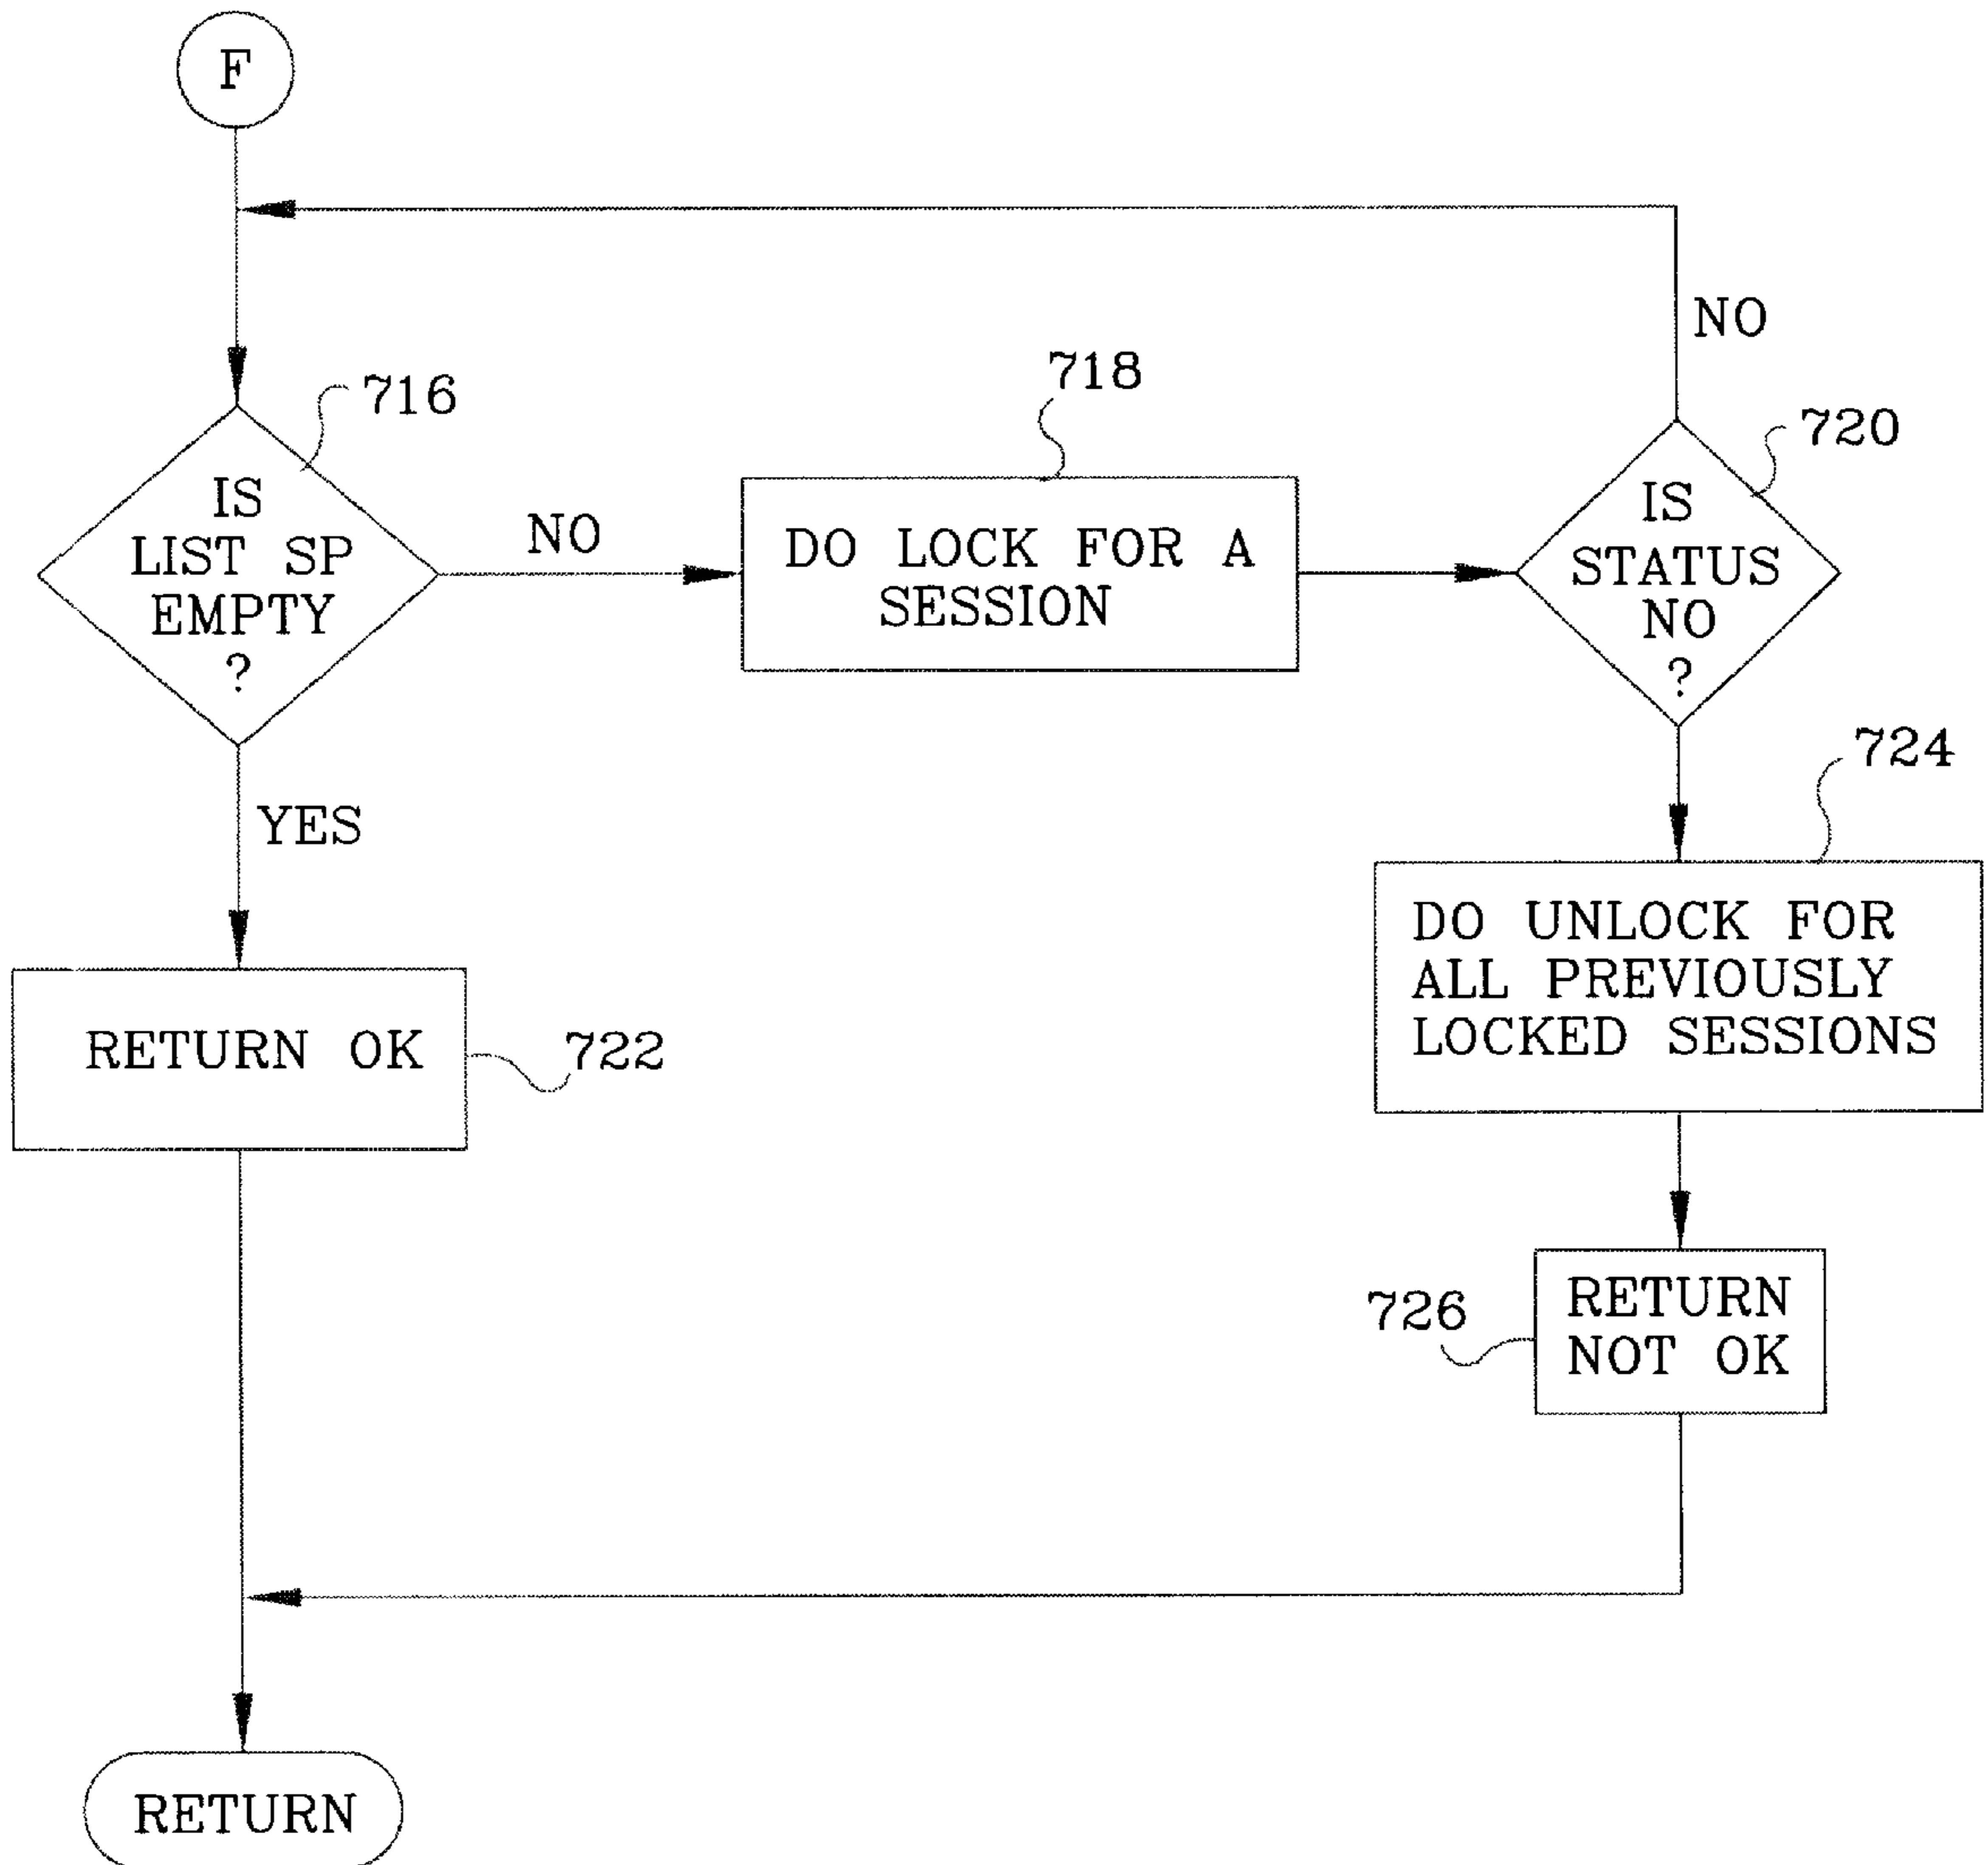 F
NO
716
718
720
IS
LIST SP
EMPTY
?
NO
DO LOCK FOR A
SESSION
IS
STATUS
NO
?
724
YES
DO UNLOCK FOR
ALL PREVIOUSLY
LOCKED SESSIONS
RETURN OK
722
726
RETURN
NOT OK
RETURN